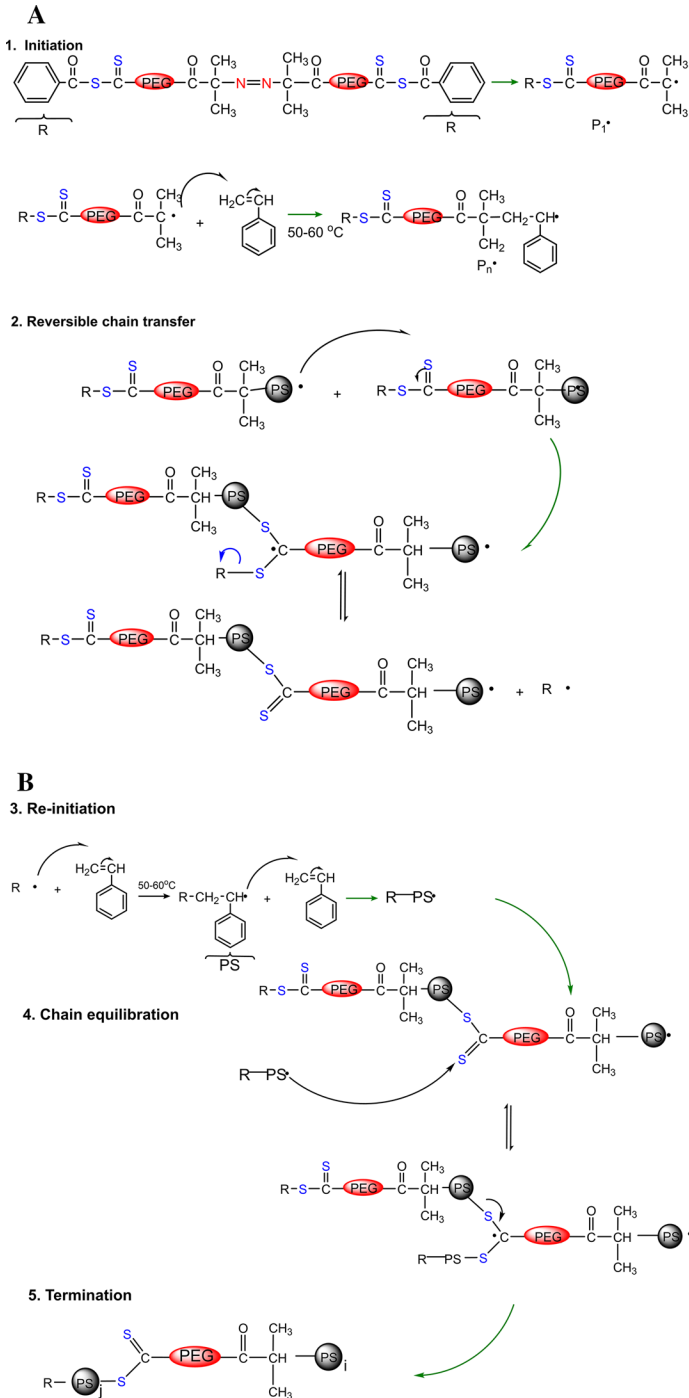 A
1. Initiation
O S CH₃ CH₃ O S O
C S C PEG C C N=N C C PEG C S C
CH₃ CH₃
R R
O CH₃
S
R-S C PEG C C•
CH₃
P₁•
S O CH₃
R-S C PEG C C•
CH₃
+
H₂C=CH
50-60 °C
S O CH₃
R-S C PEG C C CH₂-CH•
CH₂
Pₙ•
2. Reversible chain transfer
S O CH₃
R-S C PEG C C PS •
CH₃
+
S O CH₃
R-S C PEG C C PS•
CH₃
S O CH₃
R-S C PEG C CH PS
CH₃
S O CH₃
•C PEG C CH PS •
R S CH₃
S O CH₃
R-S C PEG C CH PS
CH₃
S O CH₃
C PEG C CH PS • + R •
S CH₃
B
3. Re-initiation
R • + H₂C=CH 50-60°C R-CH₂-CH• + H₂C=CH R—PS•
PS
S O CH₃
R-S C PEG C CH PS
CH₃
4. Chain equilibration
S O CH₃
C PEG C CH PS•
S CH₃
R—PS•
S O CH₃
R-S C PEG C CH PS
CH₃
S O CH₃
•C PEG C CH PS •
R—PS—S CH₃
5. Termination
S O CH₃
C PEG C CH PS i
R- PS j S CH₃